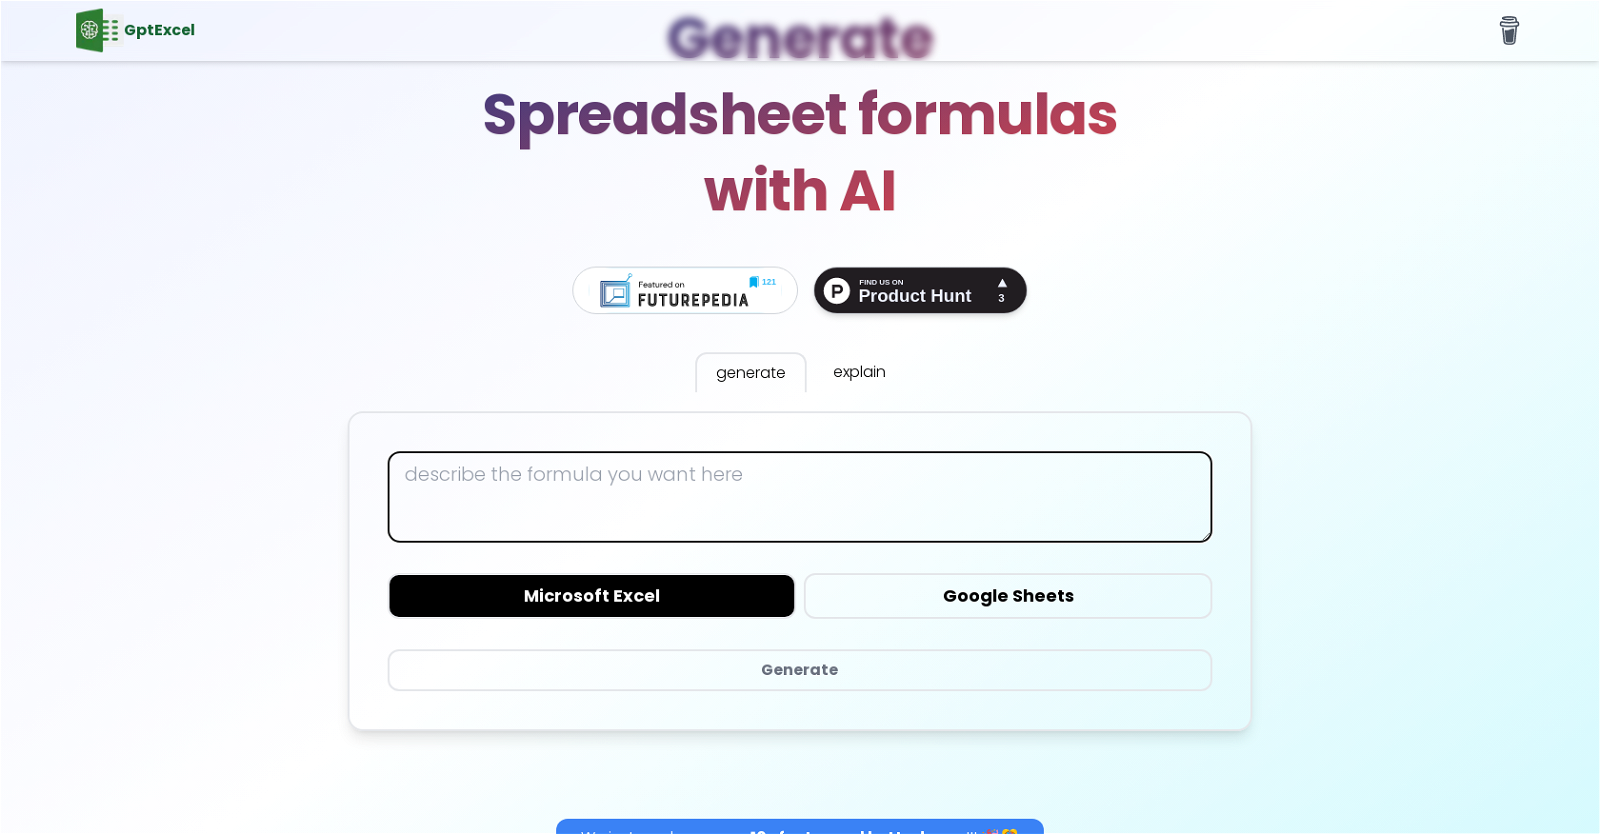 GptExcel
Generate
Spreadsheet formulas
with AI
Featured on
FUTUREPEDIA
121
FIND US ON
Product Hunt
3
generate
explain
describe the formula you want here
Microsoft Excel
Google Sheets
Generate